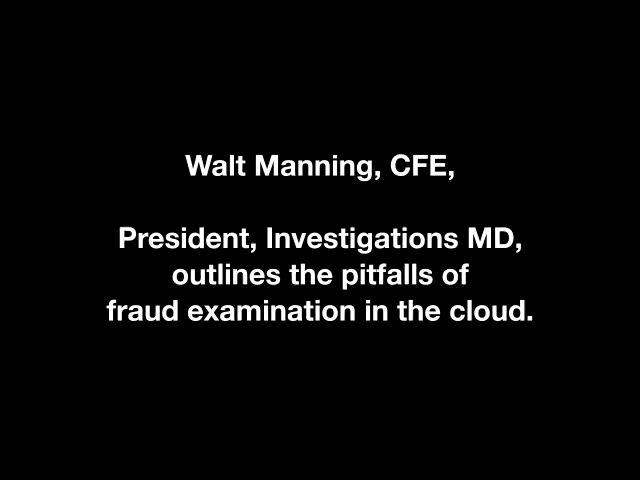 Walt Manning, CFE,
President, Investigations MD,
outlines the pitfalls of
fraud examination in the cloud.